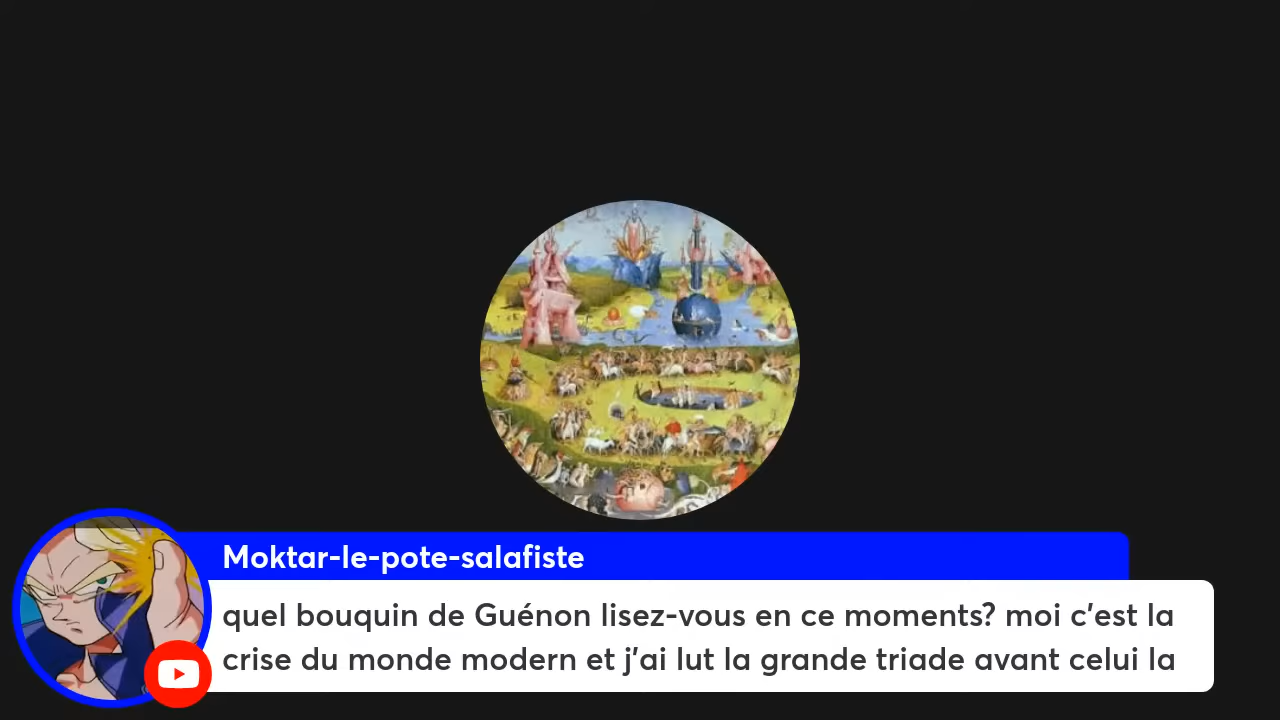 Moktar-le-pote-salafiste
quel bouquin de Guénon lisez-vous en ce moments? moi c'est la
crise du monde modern et j'ai lut la grande triade avant celui la